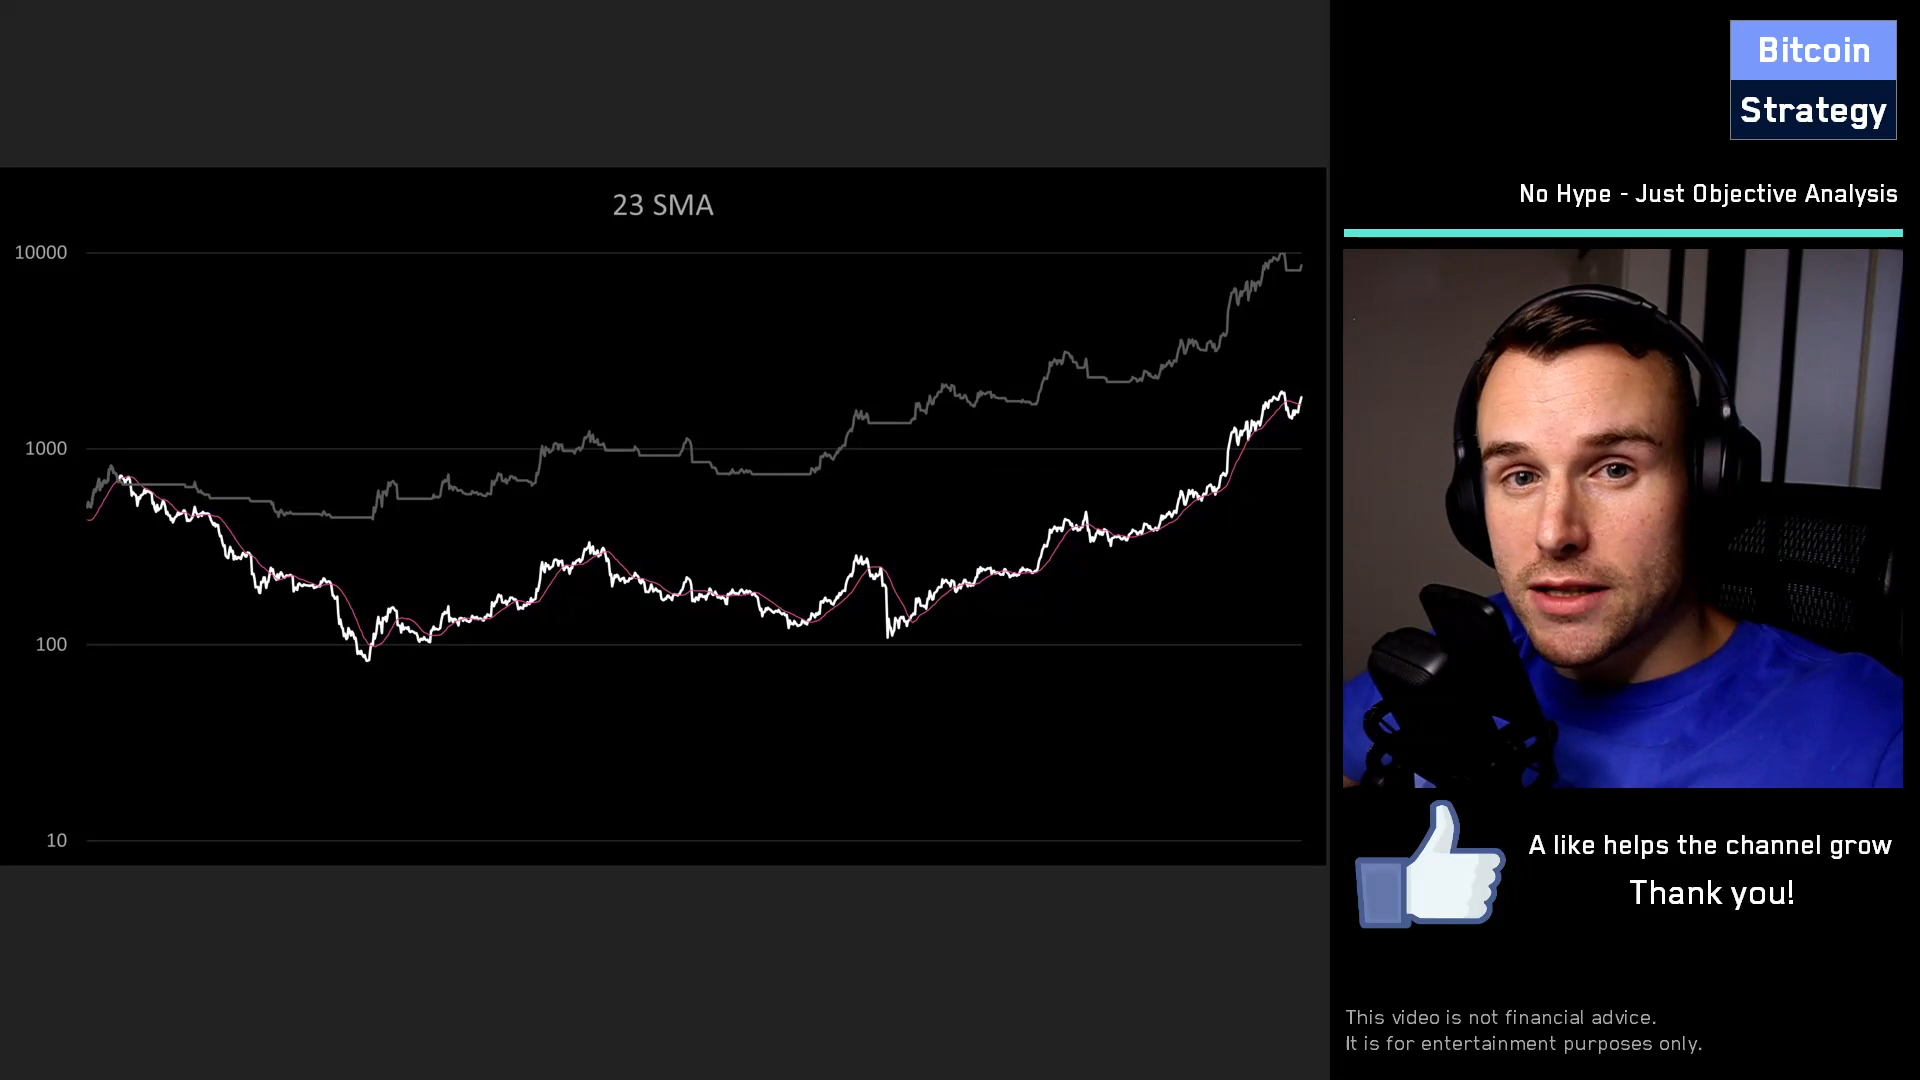 23 SMA
10000
1000
100
10
Bitcoin
Strategy
No Hype - Just Objective Analysis
A like helps the channel grow
Thank you!
This video is not financial advice.
It is for entertainment purposes only.